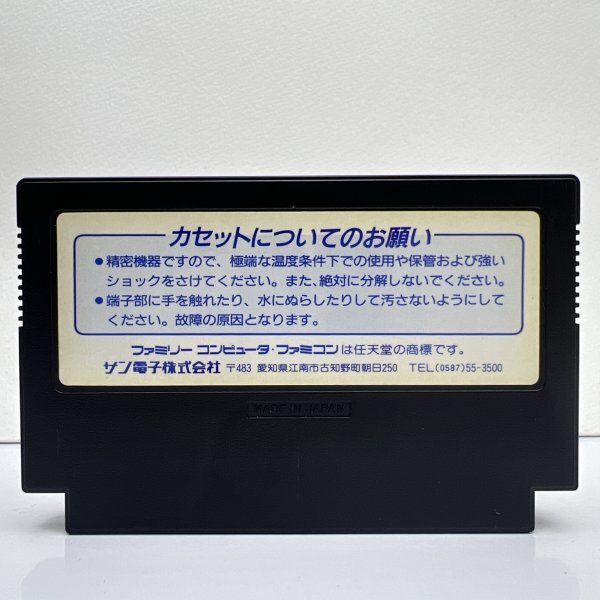 カセットについてのお願い
●精密機器ですので、極端な温度条件下での使用や保管および強い
ショックをさけてください。また、絶対に分解しないでください。
●端子部に手を触れたり、水にぬらしたりして汚さないようにして
ください。故障の原因となります。
ファミリー コンピュータ・ファミコンは任天堂の商標です。
サン電子株式会社 〒483 愛知県江南市古知野町朝日250 TEL(0587)55-3500
MADE IN JAPAN